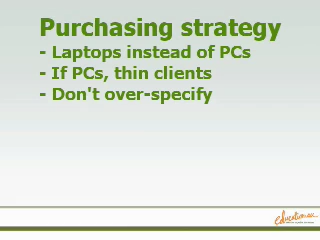 Purchasing strategy
- Laptops instead of PCs
- If PCs, thin clients
- Don't over-specify